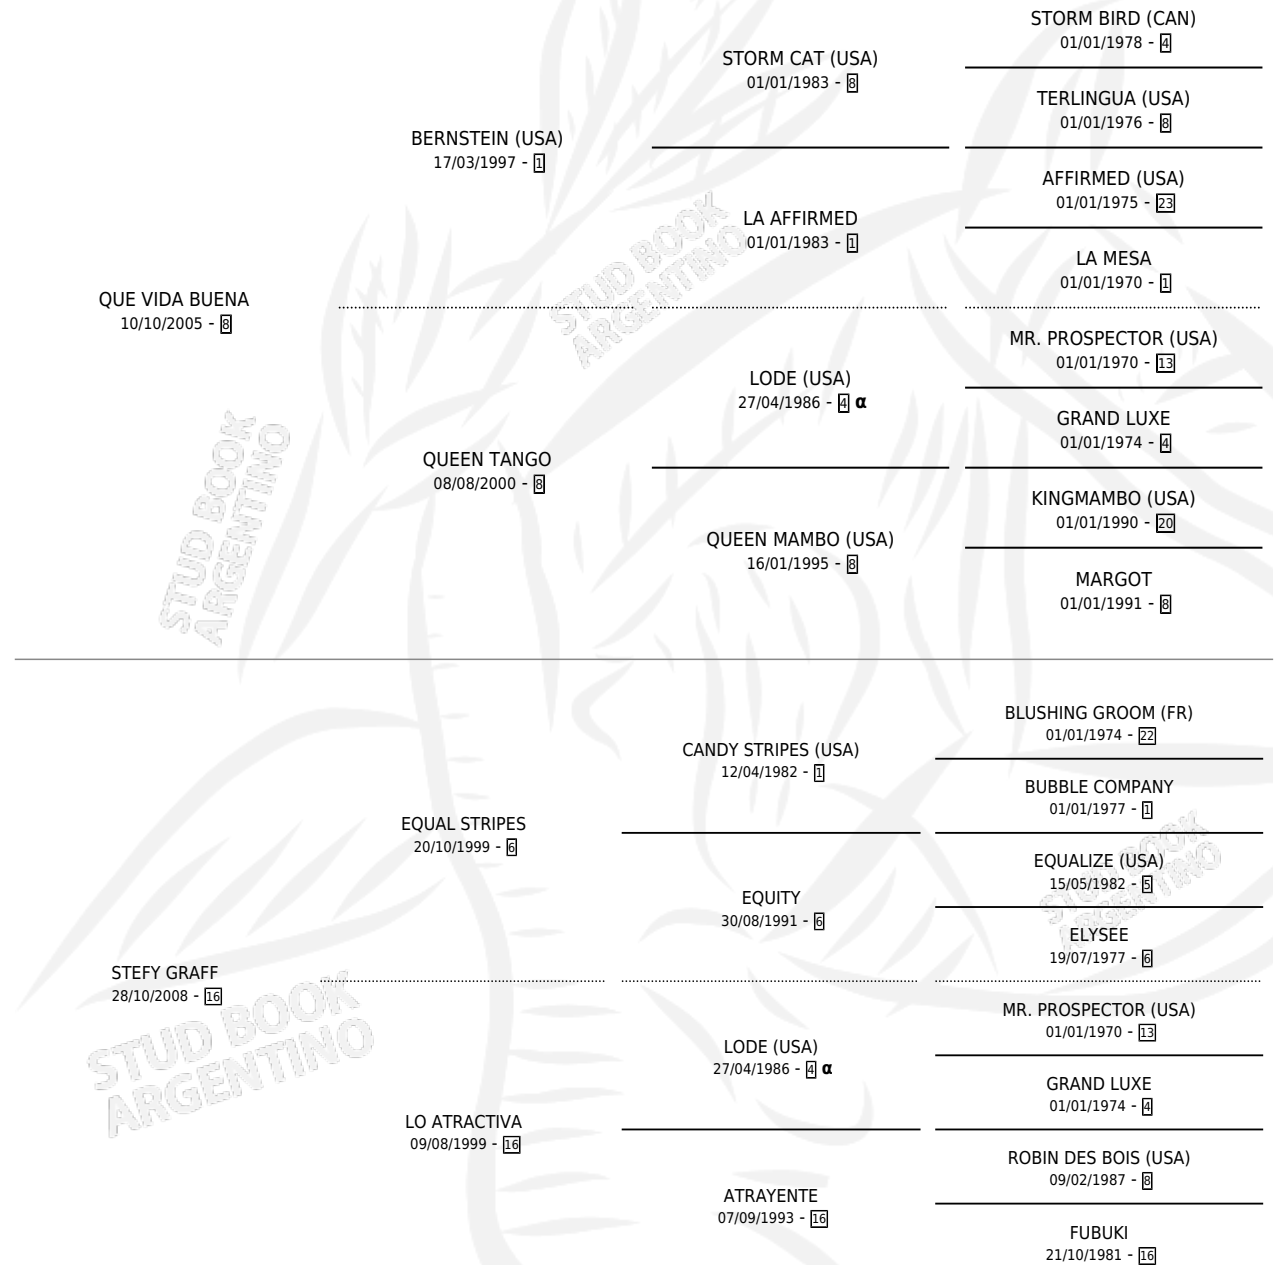 STORM BIRD (CAN)
01/01/1978 - 4
STORM CAT (USA)
01/01/1983 - 8
TERLINGUA (USA)
01/01/1976 - 8
BERNSTEIN (USA)
17/03/1997 - 1
AFFIRMED (USA)
01/01/1975 - 23
LA AFFIRMED
01/01/1983 - 1
LA MESA
01/01/1970 - 1
QUE VIDA BUENA
10/10/2005 - 8
MR. PROSPECTOR (USA)
01/01/1970 - 13
LODE (USA)
27/04/1986 - 4 α
GRAND LUXE
01/01/1974 - 4
QUEEN TANGO
08/08/2000 - 8
KINGMAMBO (USA)
01/01/1990 - 20
QUEEN MAMBO (USA)
16/01/1995 - 8
MARGOT
01/01/1991 - 8
STUD BOOK
ARGENTINO
STUD BOOK
ARGENTINO
BLUSHING GROOM (FR)
01/01/1974 - 22
CANDY STRIPES (USA)
12/04/1982 - 1
BUBBLE COMPANY
01/01/1977 - 1
EQUAL STRIPES
20/10/1999 - 6
EQUALIZE (USA)
15/05/1982 - 5
EQUITY
30/08/1991 - 6
ELYSEE
19/07/1977 - 6
STEFY GRAFF
28/10/2008 - 16
MR. PROSPECTOR (USA)
01/01/1970 - 13
LODE (USA)
27/04/1986 - 4 α
GRAND LUXE
01/01/1974 - 4
LO ATRACTIVA
09/08/1999 - 16
ROBIN DES BOIS (USA)
09/02/1987 - 8
ATRAYENTE
07/09/1993 - 16
FUBUKI
21/10/1981 - 16
STUD BOOK
ARGENTINO
STUD BOOK
ARGENTINO